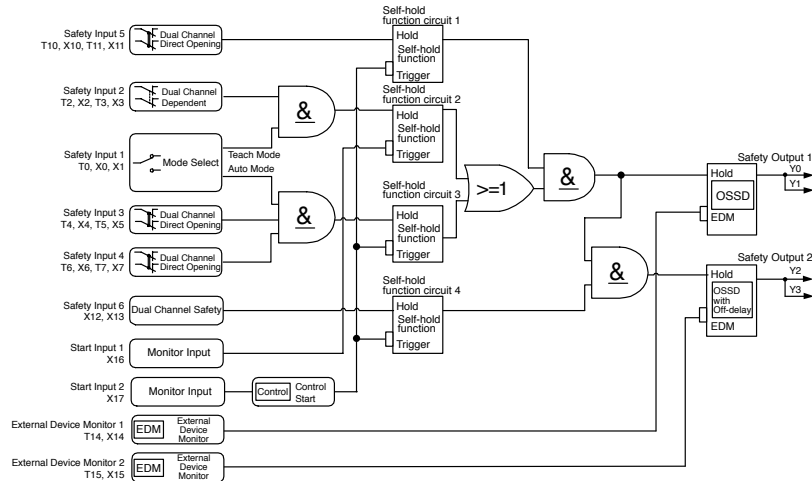 Safety Input 5
T10, X10, T11, X11
Dual Channel
Direct Opening
Self-hold
function circuit 1
Hold
Self-hold
function
Trigger
Safety Input 2
T2, X2, T3, X3
Dual Channel
Dependent
&
Self-hold
function circuit 2
Hold
Self-hold
function
Trigger
Safety Input 1
T0, X0, X1
Mode Select
Teach Mode
Auto Mode
>=1
&
Safety Output 1
Hold
OSSD
EDM
Y0
Y1
Safety Input 3
T4, X4, T5, X5
Dual Channel
Direct Opening
&
Self-hold
function circuit 3
Hold
Self-hold
function
Trigger
Safety Input 4
T6, X6, T7, X7
Dual Channel
Direct Opening
&
Safety Output 2
Hold
OSSD
with
Off-delay
EDM
Y2
Y3
Safety Input 6
X12, X13
Dual Channel Safety
Self-hold
function circuit 4
Hold
Self-hold
function
Trigger
Start Input 1
X16
Monitor Input
Start Input 2
X17
Monitor Input
Control
Control
Start
External Device Monitor 1
T14, X14
EDM
External
Device
Monitor
External Device Monitor 2
T15, X15
EDM
External
Device
Monitor